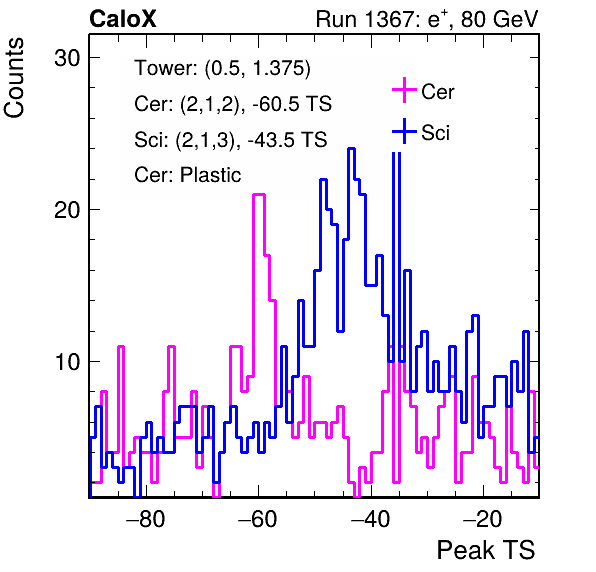 CaloX Run 1367: e⁺, 80 GeV
Counts
30
Tower: (0.5, 1.375)
Cer
Cer: (2,1,2), -60.5 TS
Sci
Sci: (2,1,3), -43.5 TS
Cer: Plastic
20
10
−80 −60 −40 −20
Peak TS